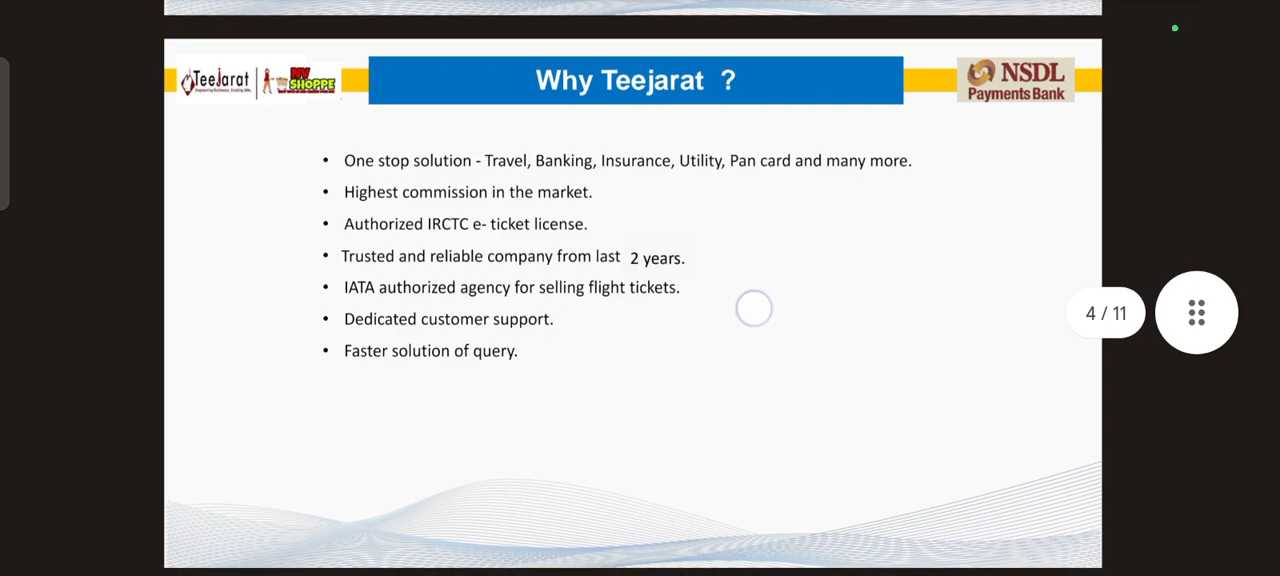 Teejarat
MY
SHOPPE
Why Teejarat ?
NSDL
Payments Bank
• One stop solution - Travel, Banking, Insurance, Utility, Pan card and many more.
• Highest commission in the market.
• Authorized IRCTC e- ticket license.
• Trusted and reliable company from last 2 years.
• IATA authorized agency for selling flight tickets.
• Dedicated customer support.
• Faster solution of query.
4 / 11